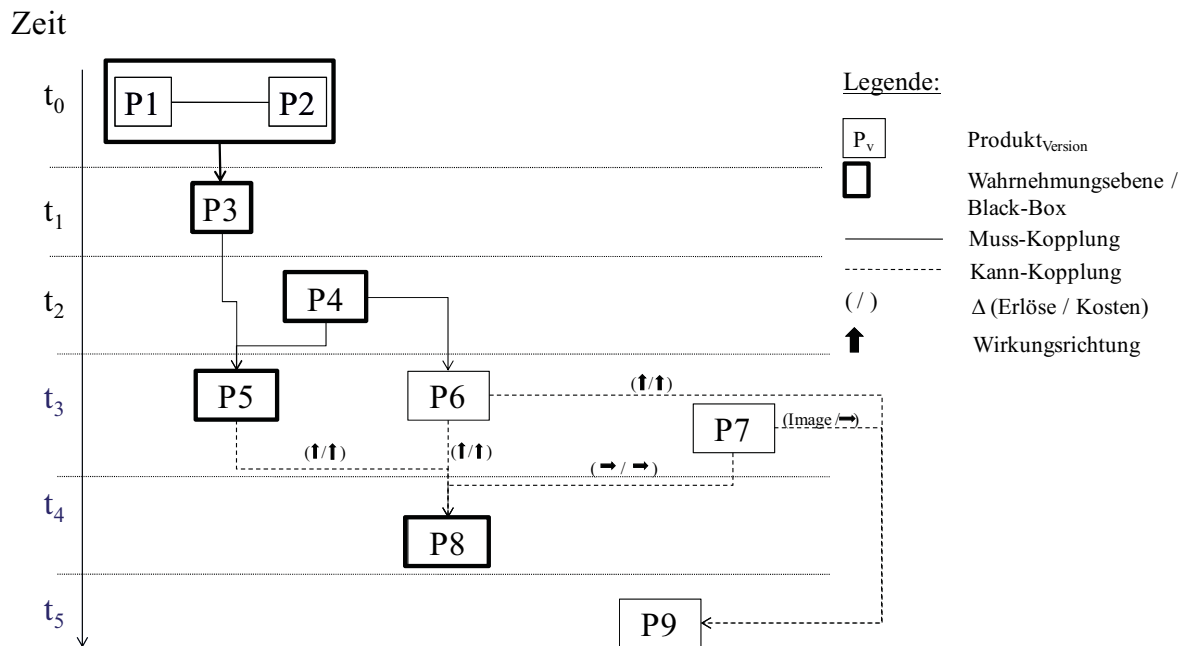 Zeit
t0
P1
P2
t1
P3
t2
P4
t3
P5
P6
P7
(⬆/⬆)
(Image /➡)
(⬆/⬆)
(⬆/⬆)
(➡ / ➡)
t4
P8
t5
P9
Legende:
Pv
ProduktVersion
Wahrnehmungsebene /
Black-Box
Muss-Kopplung
Kann-Kopplung
( / )
Δ (Erlöse / Kosten)
Wirkungsrichtung